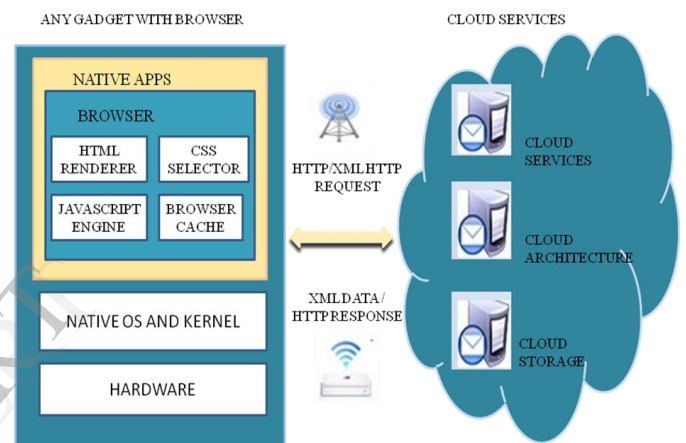 ANY GADGET WITH BROWSER
CLOUD SERVICES
NATIVE APPS
BROWSER
HTML
RENDERER
CSS
SELECTOR
JAVASCRIPT
ENGINE
BROWSER
CACHE
NATIVE OS AND KERNEL
HARDWARE
HTTP/XMLHTTP
REQUEST
XMLDATA /
HTTPRESPONSE
CLOUD
SERVICES
CLOUD
ARCHITECTURE
CLOUD
STORAGE